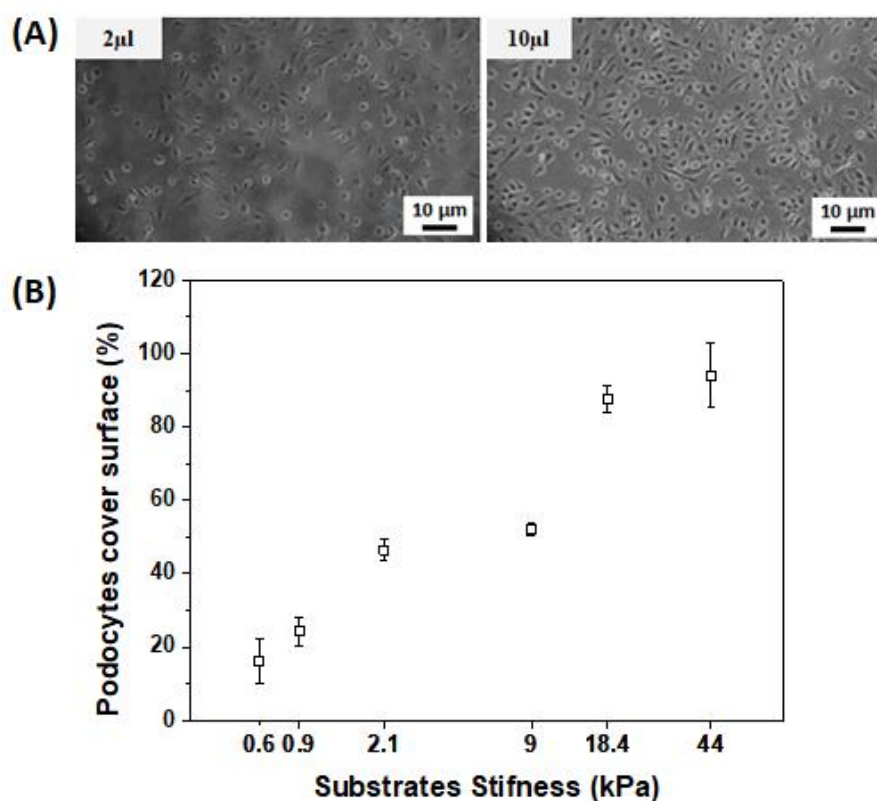 (A)
2µl
10µl
10 µm
10 µm
(B)
120
100
80
60
40
20
0
Podocytes cover surface (%)
0.6 0.9 2.1 9 18.4 44
Substrates Stifness (kPa)